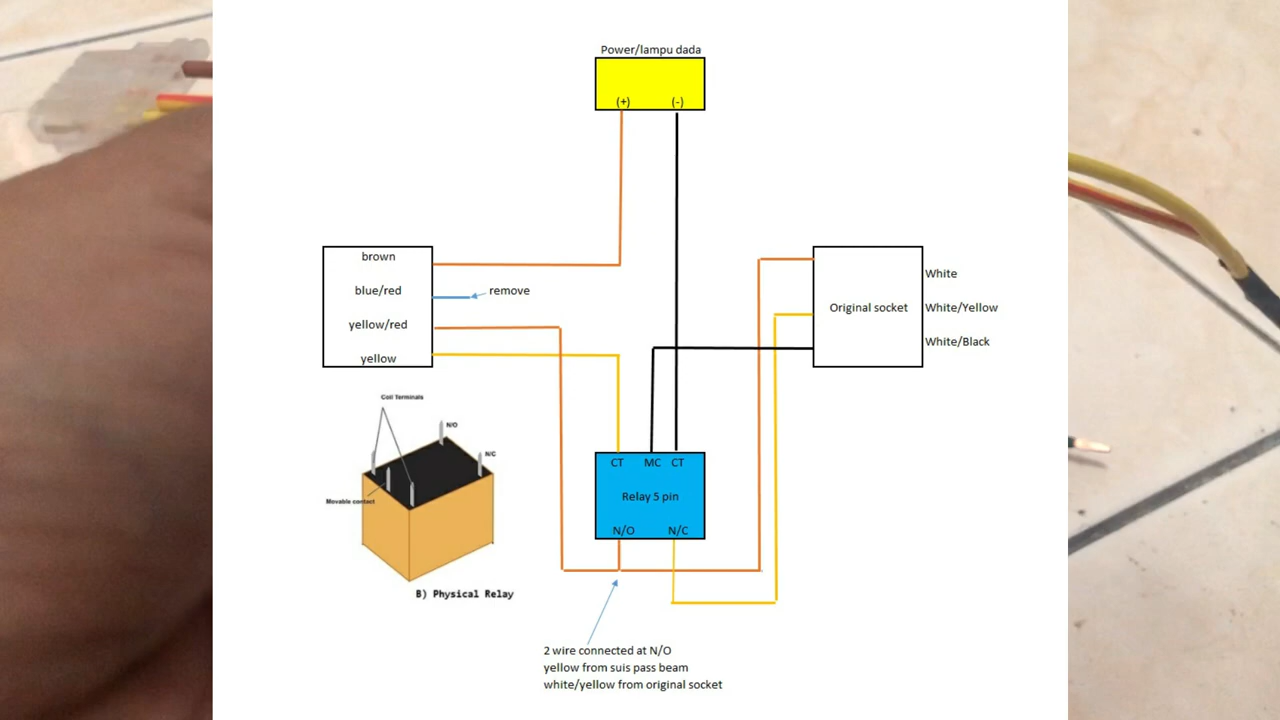 Power/lampu dada
(+) (-)
brown
blue/red
remove
yellow/red
yellow
Original socket
White
White/Yellow
White/Black
Coil Terminals
N/O
N/C
Movable contact
B) Physical Relay
CT MC CT
Relay 5 pin
N/O N/C
2 wire connected at N/O
yellow from suis pass beam
white/yellow from original socket